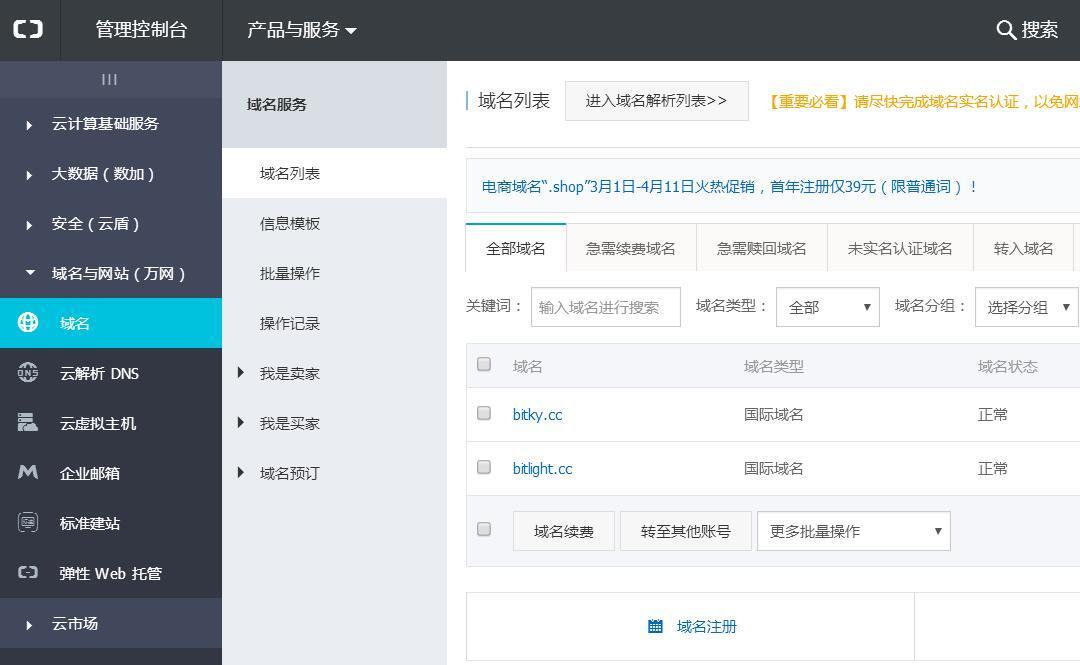 管理控制台
产品与服务
搜索
云计算基础服务
大数据（数加）
安全（云盾）
域名与网站（万网）
域名
云解析 DNS
云虚拟主机
企业邮箱
标准建站
弹性 Web 托管
云市场
域名服务
域名列表
信息模板
批量操作
操作记录
我是卖家
我是买家
域名预订
域名列表
进入域名解析列表>>
【重要必看】请尽快完成域名实名认证，以免网
电商域名“.shop”3月1日-4月11日火热促销，首年注册仅39元（限普通词）！
全部域名 急需续费域名 急需赎回域名 未实名认证域名 转入域名
关键词： 输入域名进行搜索 域名类型： 全部 域名分组： 选择分组
域名 域名类型 域名状态
bitky.cc 国际域名 正常
bitlight.cc 国际域名 正常
域名续费 转至其他账号 更多批量操作
域名注册